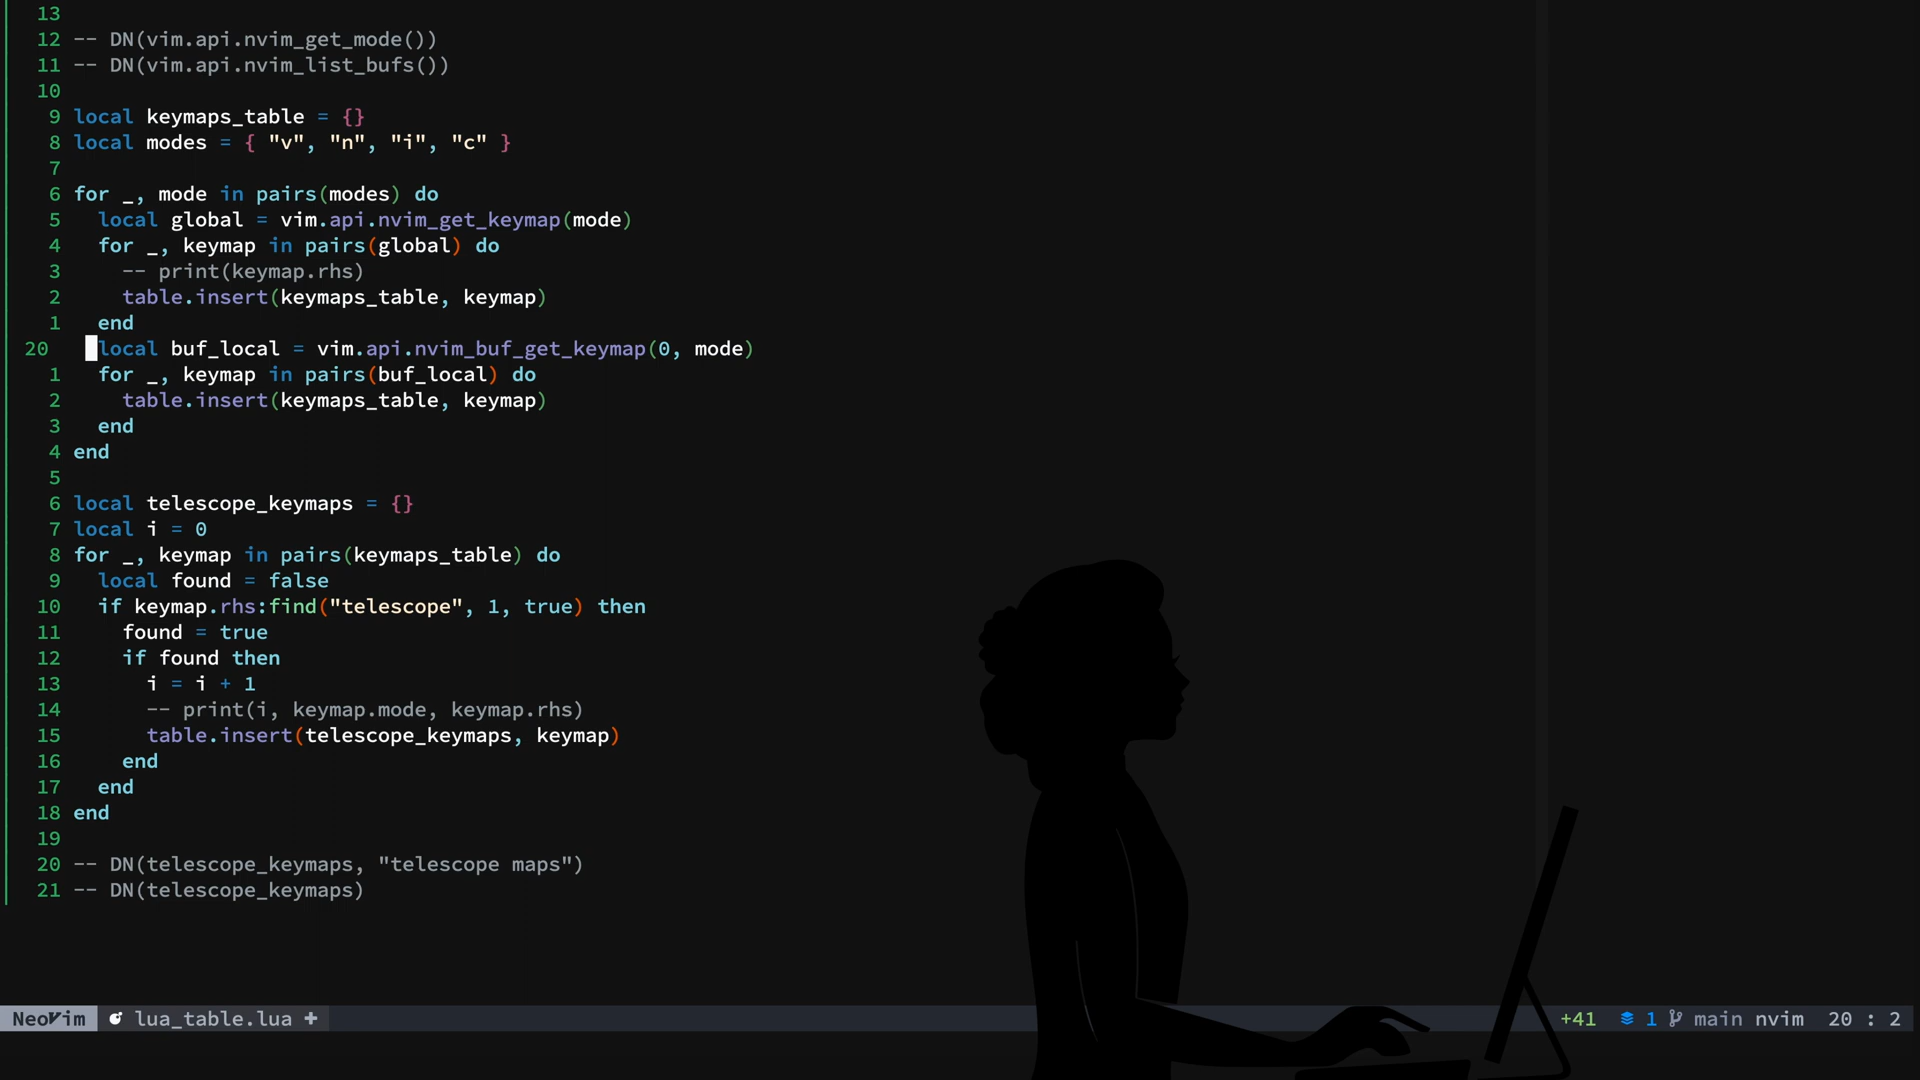 13
12 -- DN(vim.api.nvim_get_mode())
11 -- DN(vim.api.nvim_list_bufs())
10
9 local keymaps_table = {}
8 local modes = { "v", "n", "i", "c" }
7
6 for _, mode in pairs(modes) do
5   local global = vim.api.nvim_get_keymap(mode)
4   for _, keymap in pairs(global) do
3     -- print(keymap.rhs)
2     table.insert(keymaps_table, keymap)
1   end
20   local buf_local = vim.api.nvim_buf_get_keymap(0, mode)
1   for _, keymap in pairs(buf_local) do
2     table.insert(keymaps_table, keymap)
3   end
4 end
5
6 local telescope_keymaps = {}
7 local i = 0
8 for _, keymap in pairs(keymaps_table) do
9   local found = false
10   if keymap.rhs:find("telescope", 1, true) then
11     found = true
12     if found then
13       i = i + 1
14       -- print(i, keymap.mode, keymap.rhs)
15       table.insert(telescope_keymaps, keymap)
16     end
17   end
18 end
19
20 -- DN(telescope_keymaps, "telescope maps")
21 -- DN(telescope_keymaps)
NeoVim lua_table.lua + +41 1 main nvim 20 : 2